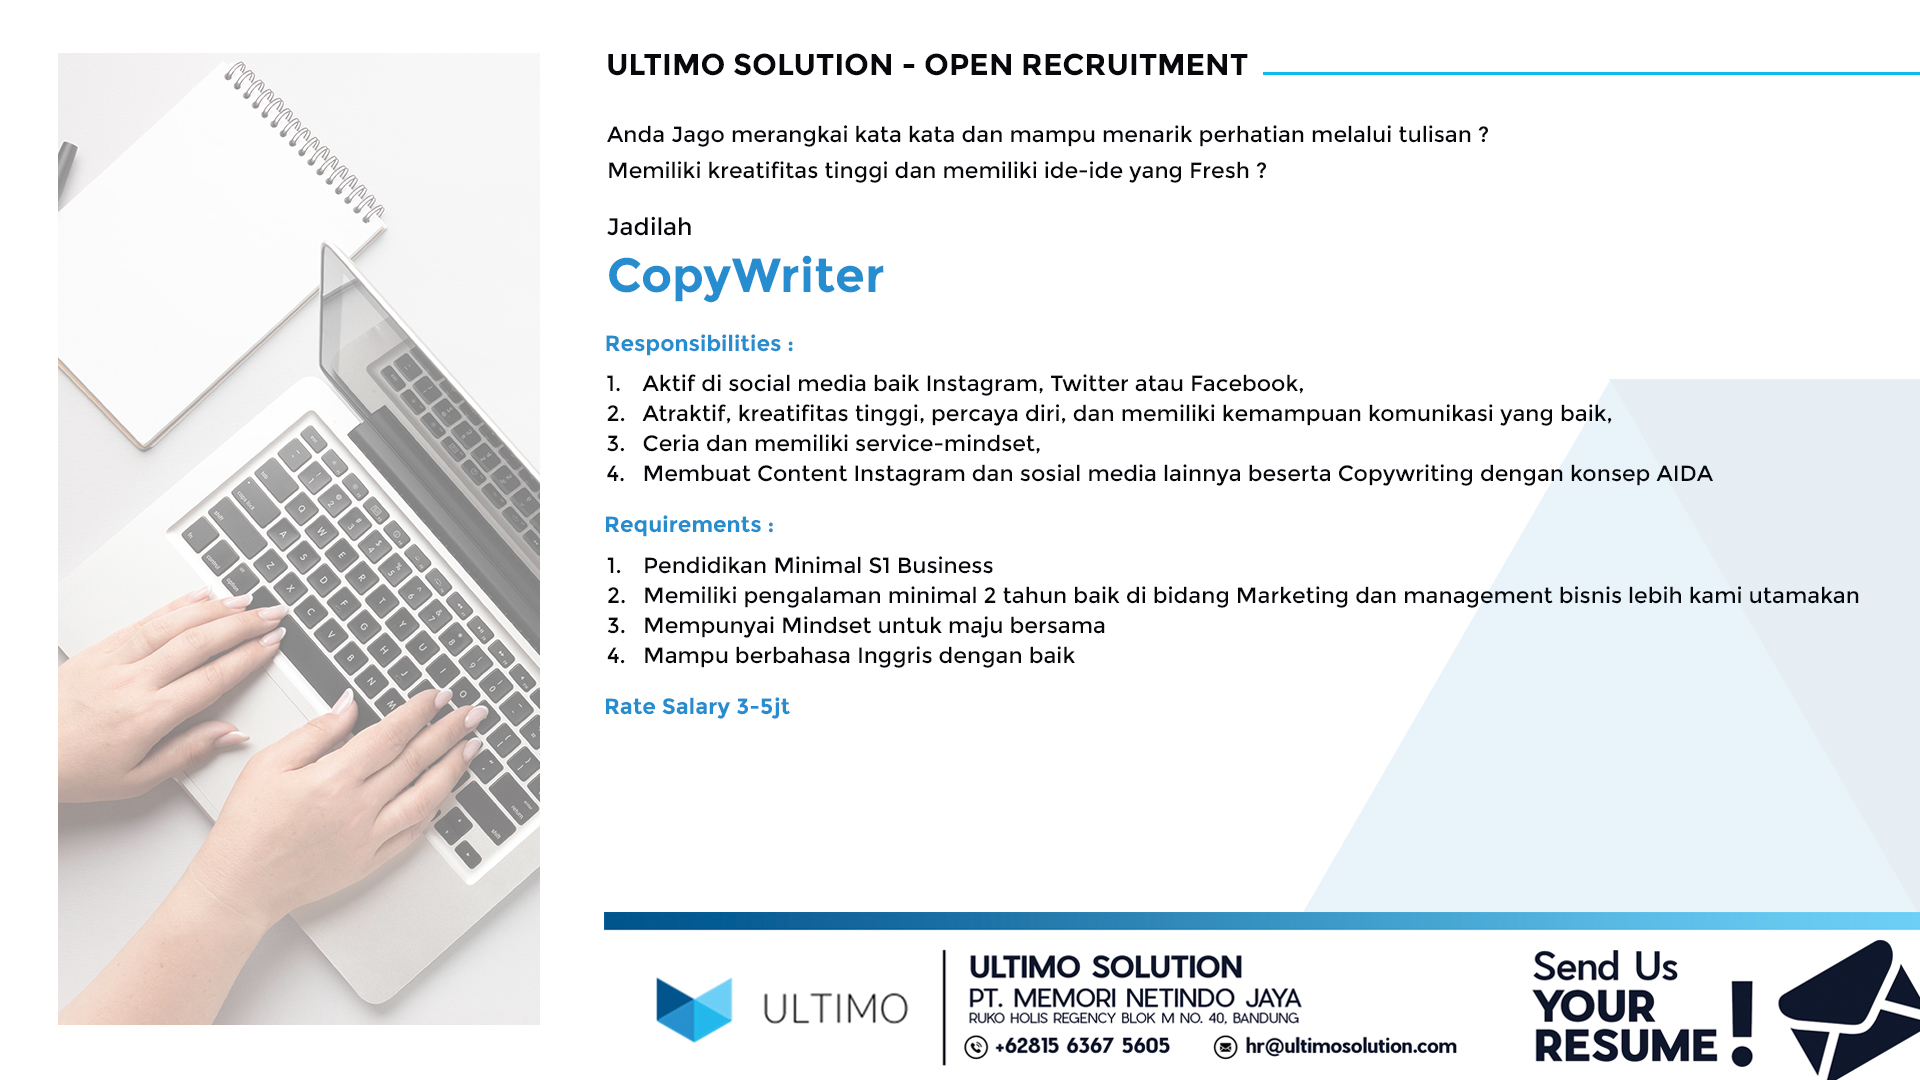 ULTIMO SOLUTION - OPEN RECRUITMENT
Anda Jago merangkai kata kata dan mampu menarik perhatian melalui tulisan ?
Memiliki kreatifitas tinggi dan memiliki ide-ide yang Fresh ?
Jadilah
CopyWriter
Responsibilities :
1. Aktif di social media baik Instagram, Twitter atau Facebook,
2. Atraktif, kreatifitas tinggi, percaya diri, dan memiliki kemampuan komunikasi yang baik,
3. Ceria dan memiliki service-mindset,
4. Membuat Content Instagram dan sosial media lainnya beserta Copywriting dengan konsep AIDA
Requirements :
1. Pendidikan Minimal S1 Business
2. Memiliki pengalaman minimal 2 tahun baik di bidang Marketing dan management bisnis lebih kami utamakan
3. Mempunyai Mindset untuk maju bersama
4. Mampu berbahasa Inggris dengan baik
Rate Salary 3-5jt
ULTIMO
ULTIMO SOLUTION
PT. MEMORI NETINDO JAYA
RUKO HOLIS REGENCY BLOK M NO. 40, BANDUNG
+62815 6367 5605
hr@ultimosolution.com
Send Us
YOUR
RESUME!